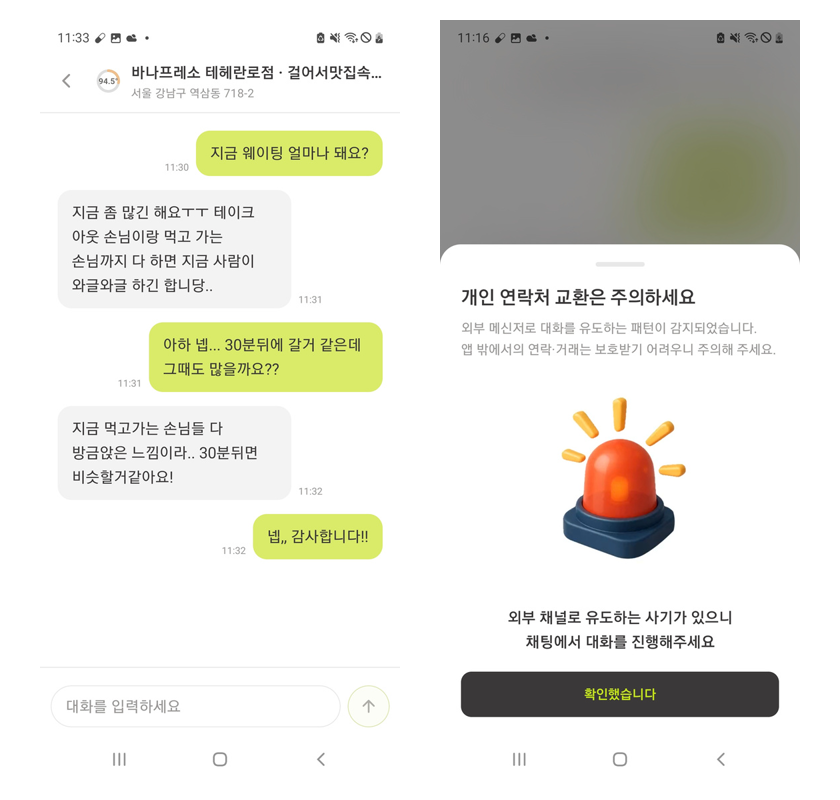 11:33
94.5°
바나프레소 테헤란로점 · 걸어서맛집속...
서울 강남구 역삼동 718-2
지금 웨이팅 얼마나 돼요?
11:30
지금 좀 많긴 해요ㅜㅜ 테이크
아웃 손님이랑 먹고 가는
손님까지 다 하면 지금 사람이
와글와글 하긴 합니당..
11:31
아하 넵... 30분뒤에 갈거 같은데
그때도 많을까요??
11:31
지금 먹고가는 손님들 다
방금앉은 느낌이라.. 30분뒤면
비슷할거같아요!
11:32
넵,, 감사합니다!!
11:32
대화를 입력하세요
11:16
개인 연락처 교환은 주의하세요
외부 메신저로 대화를 유도하는 패턴이 감지되었습니다.
앱 밖에서의 연락·거래는 보호받기 어려우니 주의해 주세요.
외부 채널로 유도하는 사기가 있으니
채팅에서 대화를 진행해주세요
확인했습니다